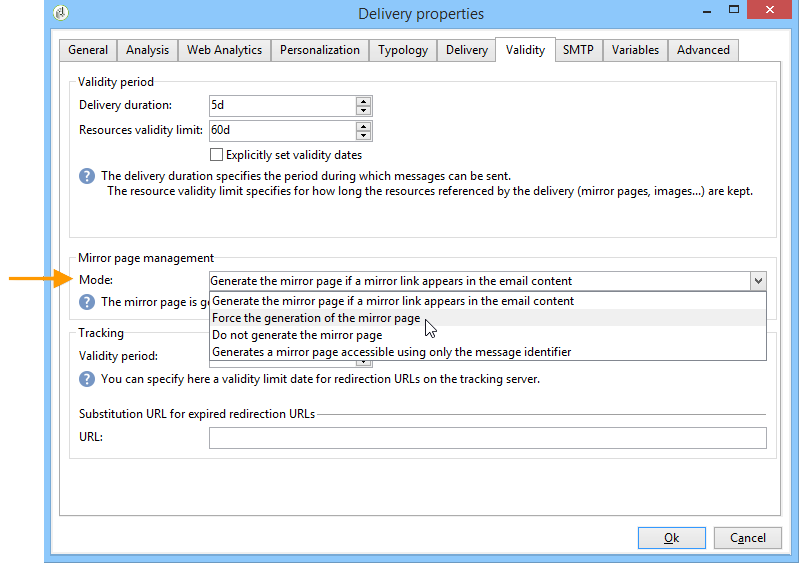 Delivery properties
General Analysis Web Analytics Personalization Typology Delivery Validity SMTP Variables Advanced
Validity period
Delivery duration: 5d
Resources validity limit: 60d
Explicitly set validity dates
The delivery duration specifies the period during which messages can be sent.
The resource validity limit specifies for how long the resources referenced by the delivery (mirror pages, images...) are kept.
Mirror page management
Mode: Generate the mirror page if a mirror link appears in the email content
The mirror page is Generate the mirror page if a mirror link appears in the email content
Force the generation of the mirror page
Tracking
Do not generate the mirror page
Validity period: Generates a mirror page accessible using only the message identifier
You can specify here a validity limit date for redirection URLs on the tracking server.
Substitution URL for expired redirection URLs
URL:
Ok Cancel